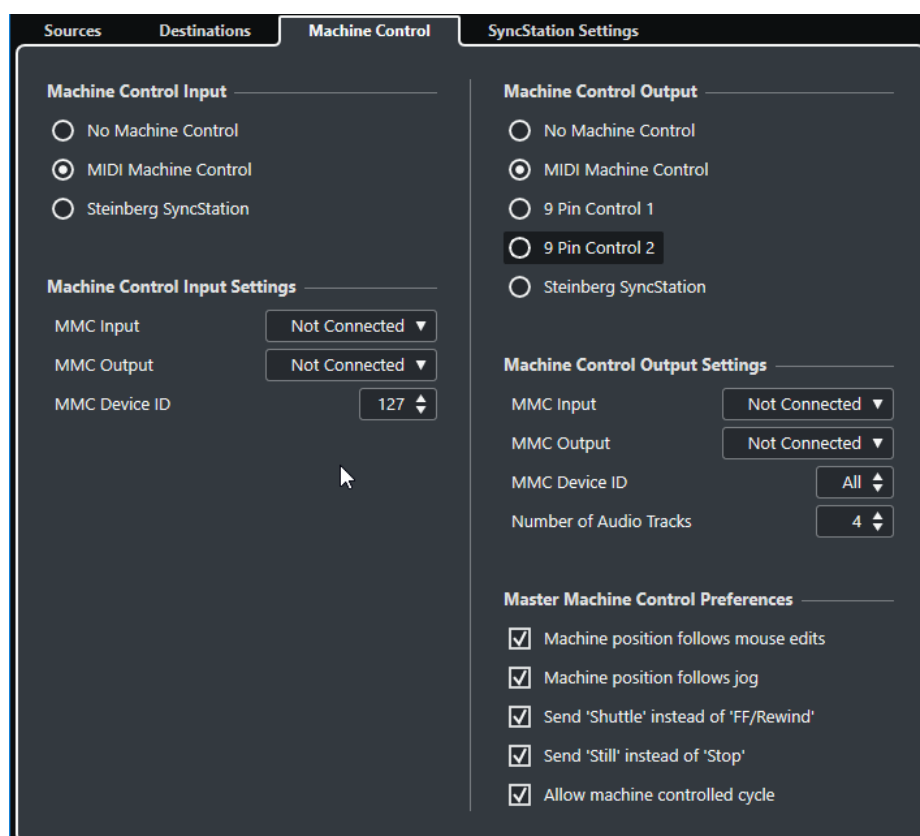 Sources Destinations Machine Control SyncStation Settings
Machine Control Input
No Machine Control
MIDI Machine Control
Steinberg SyncStation
Machine Control Input Settings
MMC Input Not Connected
MMC Output Not Connected
MMC Device ID 127
Machine Control Output
No Machine Control
MIDI Machine Control
9 Pin Control 1
9 Pin Control 2
Steinberg SyncStation
Machine Control Output Settings
MMC Input Not Connected
MMC Output Not Connected
MMC Device ID All
Number of Audio Tracks 4
Master Machine Control Preferences
Machine position follows mouse edits
Machine position follows jog
Send 'Shuttle' instead of 'FF/Rewind'
Send 'Still' instead of 'Stop'
Allow machine controlled cycle